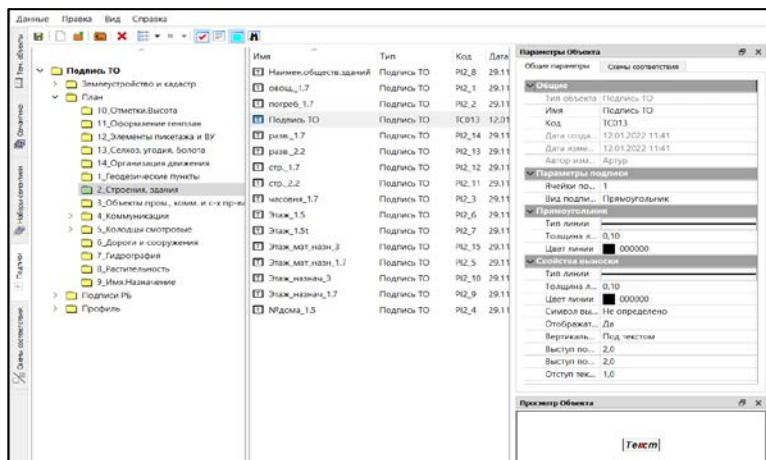 Данные Правка Вид Справка
Подпись ТО
Землеустройство и кадастр
План
10_Отметки.Высота
11_Оформление генплан
12_Элементы пикетажа и ВУ
13_Селхоз. угодия. Болота
14_Организация движения
1_Геодезические пункты
2_Строения, здания
3_Объекты пром., комм. и с-х пр-ва
4_Коммуникации
5_Колодцы смотровые
6_Дороги и сооружения
7_Гидрография
8_Растительность
9_Имя.Назначение
Подписи РБ
Профиль
Имя Тип Код Дата
Наимен.обществ.зданий Подпись ТО PI2_8 29.11
овощ._1.7 Подпись ТО PI2_1 29.11
погреб_1.7 Подпись ТО PI2_2 29.11
Подпись ТО Подпись ТО TC013 12.01
разв._1.7 Подпись ТО PI2_14 29.11
разв._2.2 Подпись ТО PI2_13 29.11
стр._1.7 Подпись ТО PI2_12 29.11
стр._2.2 Подпись ТО PI2_11 29.11
часовня_1.7 Подпись ТО PI2_3 29.11
Этаж_1.5 Подпись ТО PI2_6 29.11
Этаж_1.5t Подпись ТО PI2_7 29.11
Этаж_мат_назн_3 Подпись ТО PI2_15 29.11
Этаж_мат_назн_1.7 Подпись ТО PI2_5 29.11
Этаж_назнач_3 Подпись ТО PI2_10 29.11
Этаж_назнач_1.7 Подпись ТО PI2_9 29.11
№дома_1.5 Подпись ТО PI2_4 29.11
Параметры Объекта
Общие параметры Схемы соответствия
Общие
Тип объекта Подпись ТО
Имя Подпись ТО
Код TC013
Дата созда... 12.01.2022 11:41
Дата изме... 12.01.2022 11:41
Автор изм... Артур
Параметры подписи
Ячейки по... 1
Вид подпи... Прямоугольник
Прямоугольник
Тип линии
Толщина л... 0,10
Цвет линии 000000
Свойства выноски
Тип линии
Толщина л... 0,10
Цвет линии 000000
Символ вы... Не определено
Отображат... Да
Вертикаль... Под текстом
Выступ по... 2,0
Выступ по... 2,0
Отступ тек... 1,0
Просмотр Объекта
Текст
Тем. объекты
Подписи
Схемы соответствия